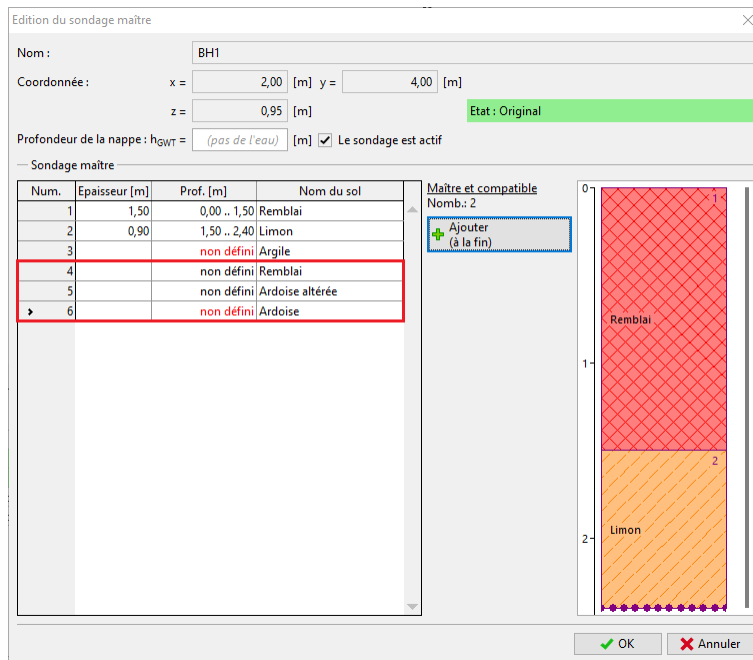 Edition du sondage maître
Nom : BH1
Coordonnée : x = 2,00 [m] y = 4,00 [m]
z = 0,95 [m] Etat : Original
Profondeur de la nappe : hGWT = (pas de l'eau) [m] Le sondage est actif
Sondage maître
Num. Epaisseur [m] Prof. [m] Nom du sol
1 1,50 0,00 .. 1,50 Remblai
2 0,90 1,50 .. 2,40 Limon
3 non défini Argile
4 non défini Remblai
5 non défini Ardoise altérée
> 6 non défini Ardoise
Maître et compatible
Nomb.: 2
Ajouter
(à la fin)
0
1
Remblai
1
2
Limon
2
OK Annuler